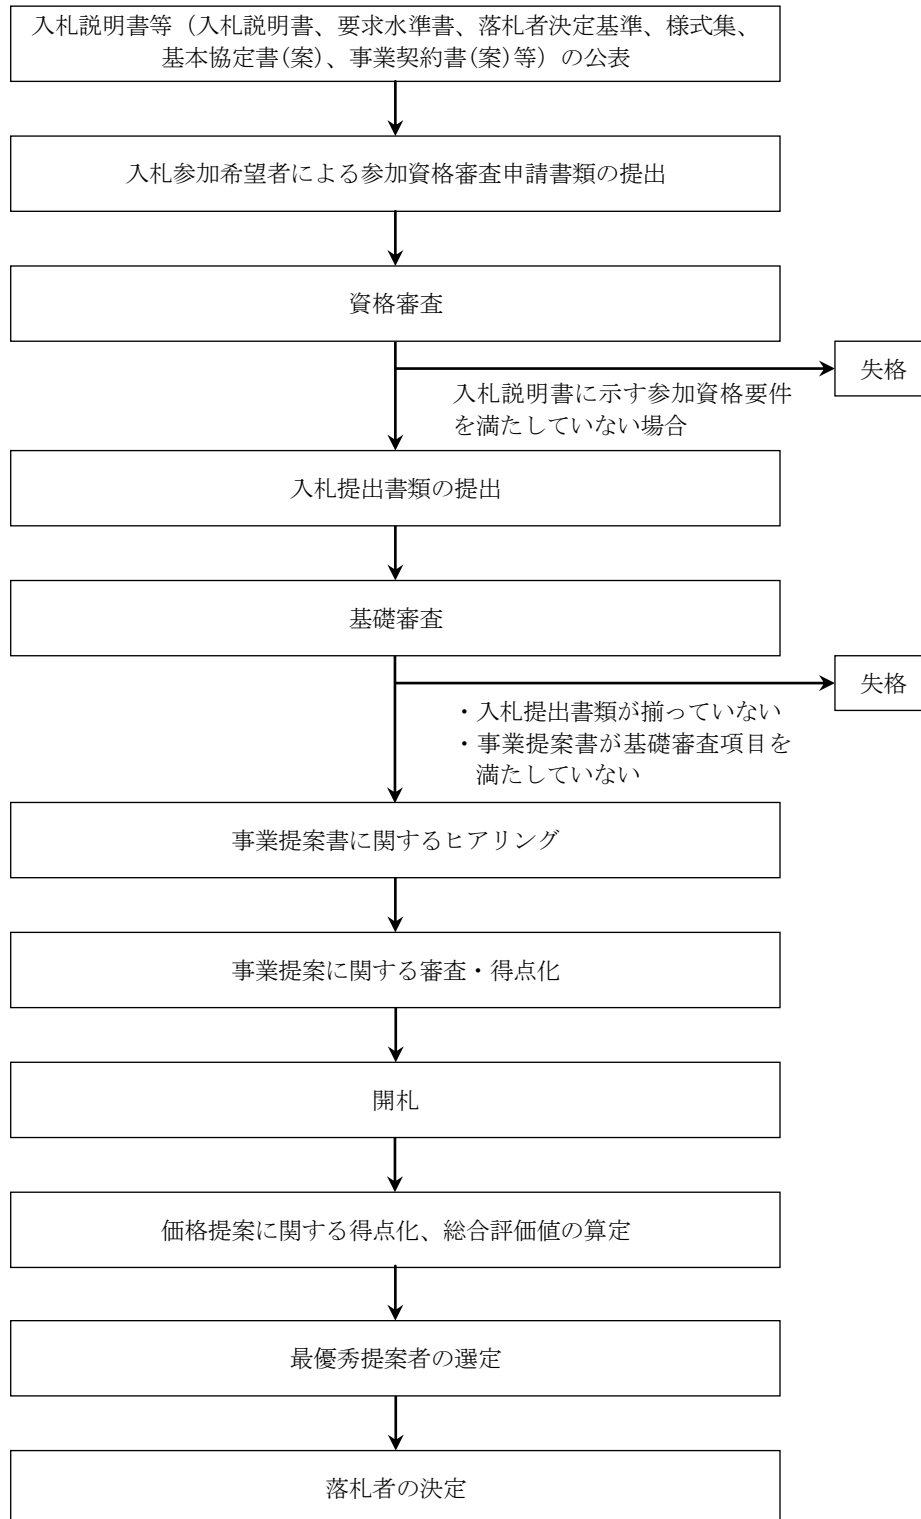 入札説明書等（入札説明書、要求水準書、落札者決定基準、様式集、
基本協定書(案)、事業契約書(案)等）の公表
入札参加希望者による参加資格審査申請書類の提出
資格審査
失格
入札説明書に示す参加資格要件
を満たしていない場合
入札提出書類の提出
基礎審査
失格
・入札提出書類が揃っていない
・事業提案書が基礎審査項目を
満たしていない
事業提案書に関するヒアリング
事業提案に関する審査・得点化
開札
価格提案に関する得点化、総合評価値の算定
最優秀提案者の選定
落札者の決定